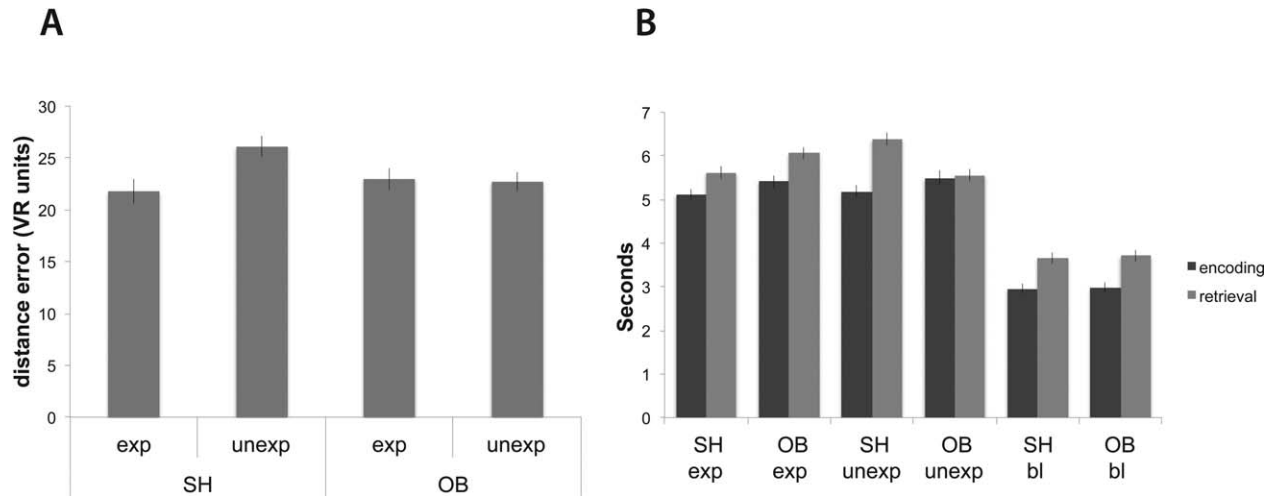 A
distance error (VR units)
30
25
20
15
10
5
0
exp unexp exp unexp
SH OB
B
Seconds
7
6
5
4
3
2
1
0
SH OB SH OB SH OB
exp exp unexp unexp bl bl
encoding
retrieval